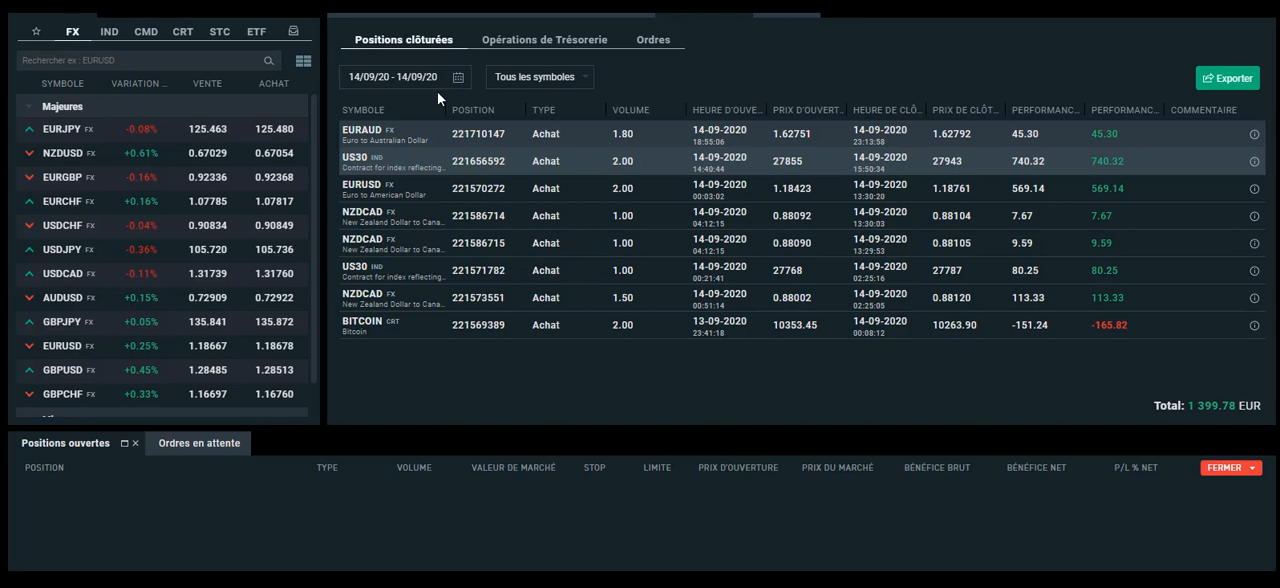 FX IND CMD CRT STC ETF
Rechercher ex : EURUSD
SYMBOLE VARIATION ... VENTE ACHAT
Majeures
EURJPY FX -0.08% 125.463 125.480
NZDUSD FX +0.61% 0.67029 0.67054
EURGBP FX -0.16% 0.92336 0.92368
EURCHF FX +0.16% 1.07785 1.07817
USDCHF FX -0.04% 0.90834 0.90849
USDJPY FX -0.36% 105.720 105.736
USDCAD FX -0.11% 1.31739 1.31760
AUDUSD FX +0.15% 0.72909 0.72922
GBPJPY FX +0.05% 135.841 135.872
EURUSD FX +0.25% 1.18667 1.18678
GBPUSD FX +0.45% 1.28485 1.28513
GBPCHF FX +0.33% 1.16697 1.16760
Positions clôturées Opérations de Trésorerie Ordres
14/09/20 - 14/09/20 Tous les symboles Exporter
SYMBOLE POSITION TYPE VOLUME HEURE D'OUVE... PRIX D'OUVERT... HEURE DE CLÔ... PRIX DE CLÔT... PERFORMANC... PERFORMANC... COMMENTAIRE
EURAUD FX 221710147 Achat 1.80 14-09-2020 1.62751 14-09-2020 1.62792 45.30 45.30
Euro to Australian Dollar 18:55:06 23:13:58
US30 IND 221656592 Achat 2.00 14-09-2020 27855 14-09-2020 27943 740.32 740.32
Contract for index reflecting... 14:40:44 15:50:34
EURUSD FX 221570272 Achat 2.00 14-09-2020 1.18423 14-09-2020 1.18761 569.14 569.14
Euro to American Dollar 00:03:02 13:30:20
NZDCAD FX 221586714 Achat 1.00 14-09-2020 0.88092 14-09-2020 0.88104 7.67 7.67
New Zealand Dollar to Cana... 04:12:15 13:30:03
NZDCAD FX 221586715 Achat 1.00 14-09-2020 0.88090 14-09-2020 0.88105 9.59 9.59
New Zealand Dollar to Cana... 04:12:15 13:29:53
US30 IND 221571782 Achat 1.00 14-09-2020 27768 14-09-2020 27787 80.25 80.25
Contract for index reflecting... 00:21:41 02:25:16
NZDCAD FX 221573551 Achat 1.50 14-09-2020 0.88002 14-09-2020 0.88120 113.33 113.33
New Zealand Dollar to Cana... 00:51:14 02:25:05
BITCOIN CRT 221569389 Achat 2.00 13-09-2020 10353.45 14-09-2020 10263.90 -151.24 -165.82
Bitcoin 23:41:18 00:08:12
Total: 1 399.78 EUR
Positions ouvertes Ordres en attente
POSITION TYPE VOLUME VALEUR DE MARCHÉ STOP LIMITE PRIX D'OUVERTURE PRIX DU MARCHÉ BÉNÉFICE BRUT BÉNÉFICE NET P/L % NET FERMER